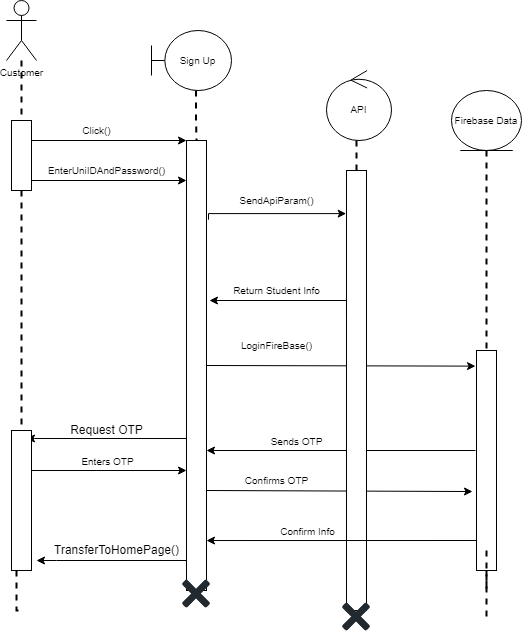 Customer
Sign Up
API
Firebase Data
Click()
EnterUniIDAndPassword()
SendApiParam()
Return Student Info
LoginFireBase()
Request OTP
Sends OTP
Enters OTP
Confirms OTP
Confirm Info
TransferToHomePage()